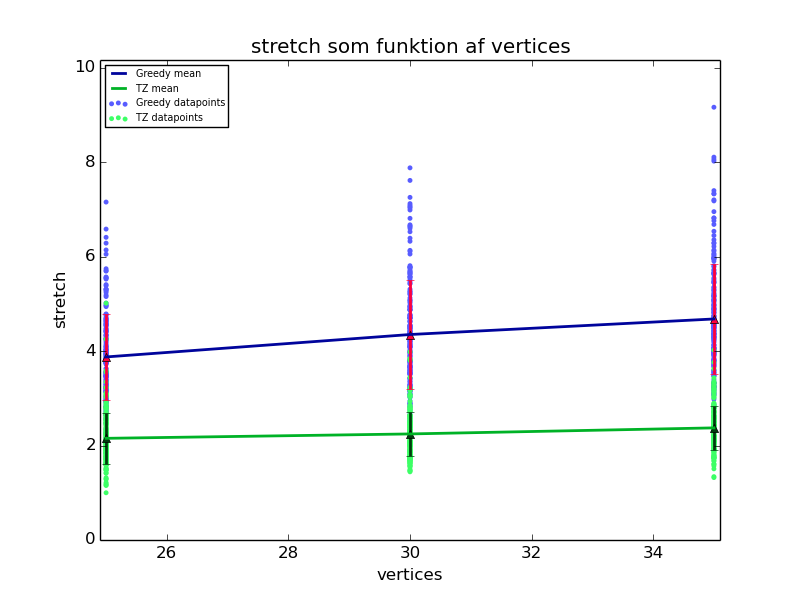 stretch som funktion af vertices
10
8
6
4
2
0
stretch
Greedy mean
TZ mean
Greedy datapoints
TZ datapoints
26 28 30 32 34
vertices